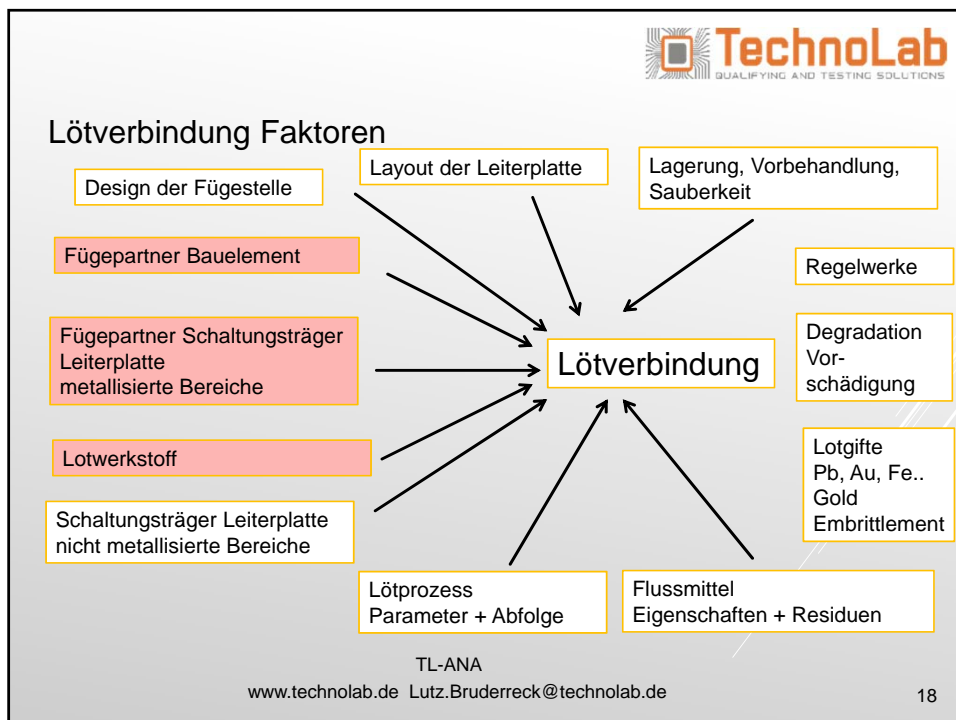 TechnoLab
QUALIFYING AND TESTING SOLUTIONS
Lötverbindung Faktoren
Design der Fügestelle
Layout der Leiterplatte
Lagerung, Vorbehandlung,
Sauberkeit
Fügepartner Bauelement
Regelwerke
Fügepartner Schaltungsträger
Leiterplatte
metallisierte Bereiche
Lötverbindung
Degradation
Vor-
schädigung
Lotwerkstoff
Lotgifte
Pb, Au, Fe..
Gold
Embrittlement
Schaltungsträger Leiterplatte
nicht metallisierte Bereiche
Lötprozess
Parameter + Abfolge
Flussmittel
Eigenschaften + Residuen
TL-ANA
www.technolab.de Lutz.Bruderreck@technolab.de
18